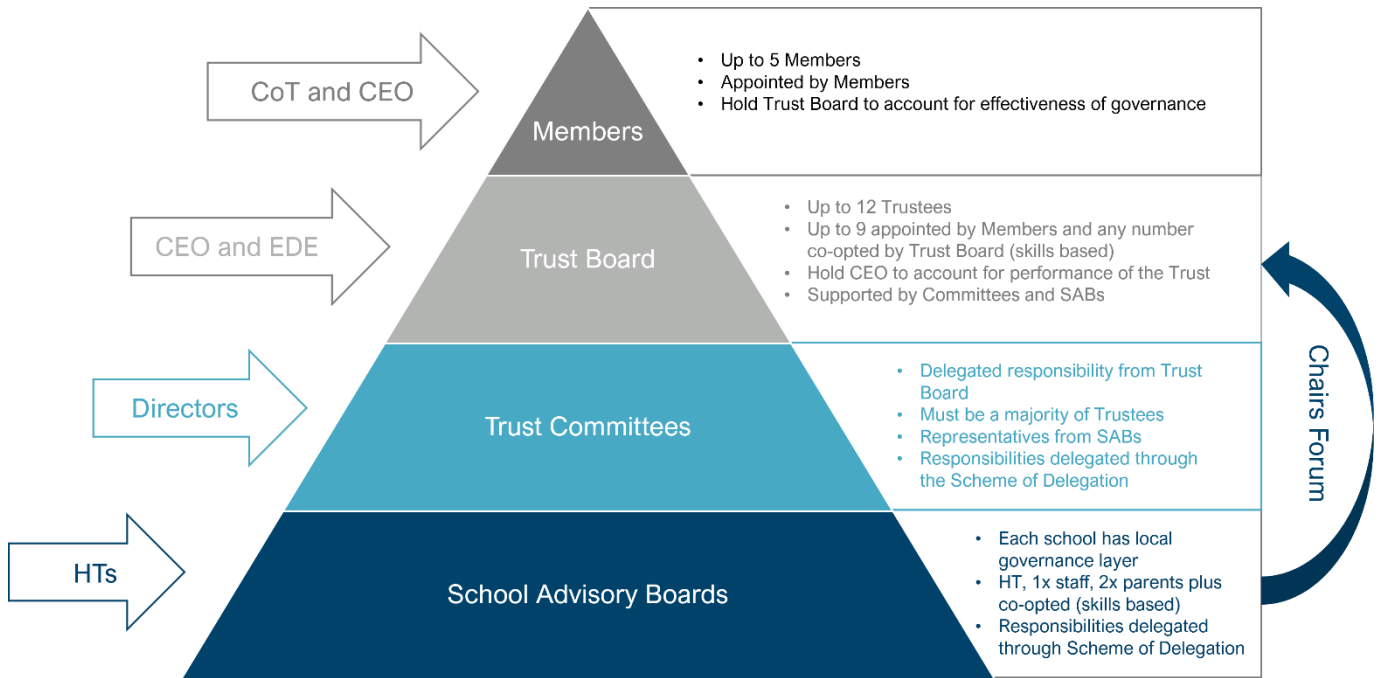 CoT and CEO
Members
• Up to 5 Members
• Appointed by Members
• Hold Trust Board to account for effectiveness of governance
CEO and EDE
Trust Board
• Up to 12 Trustees
• Up to 9 appointed by Members and any number
co-opted by Trust Board (skills based)
• Hold CEO to account for performance of the Trust
• Supported by Committees and SABs
Directors
Trust Committees
• Delegated responsibility from Trust
Board
• Must be a majority of Trustees
• Representatives from SABs
• Responsibilities delegated through
the Scheme of Delegation
HTs
School Advisory Boards
• Each school has local
governance layer
• HT, 1x staff, 2x parents plus
co-opted (skills based)
• Responsibilities delegated
through Scheme of Delegation
Chairs Forum